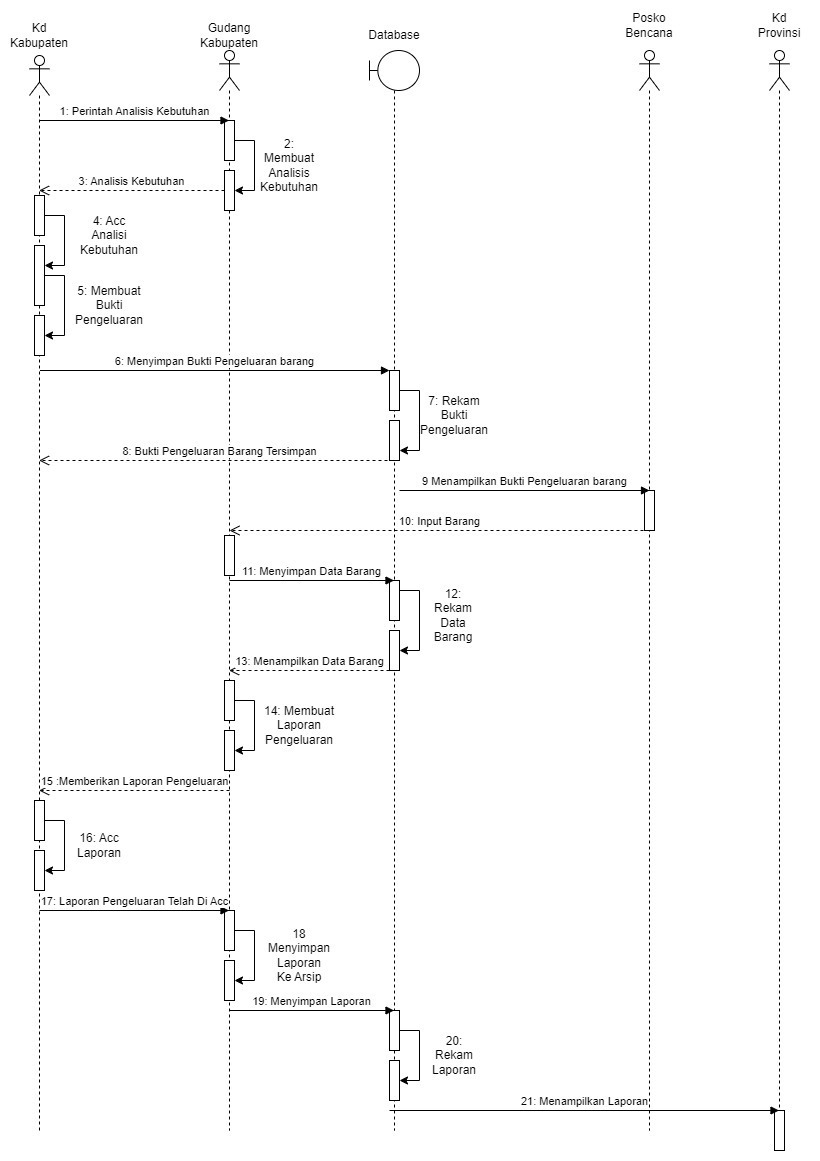 Kd
Kabupaten
Gudang
Kabupaten
Database
Posko
Bencana
Kd
Provinsi
1: Perintah Analisis Kebutuhan
2:
Membuat
Analisis
Kebutuhan
3: Analisis Kebutuhan
4: Acc
Analisi
Kebutuhan
5: Membuat
Bukti
Pengeluaran
6: Menyimpan Bukti Pengeluaran barang
7: Rekam
Bukti
Pengeluaran
8: Bukti Pengeluaran Barang Tersimpan
9 Menampilkan Bukti Pengeluaran barang
10: Input Barang
11: Menyimpan Data Barang
12:
Rekam
Data
Barang
13: Menampilkan Data Barang
14: Membuat
Laporan
Pengeluaran
15 :Memberikan Laporan Pengeluaran
16: Acc
Laporan
17: Laporan Pengeluaran Telah Di Acc
18
Menyimpan
Laporan
Ke Arsip
19: Menyimpan Laporan
20:
Rekam
Laporan
21: Menampilkan Laporan